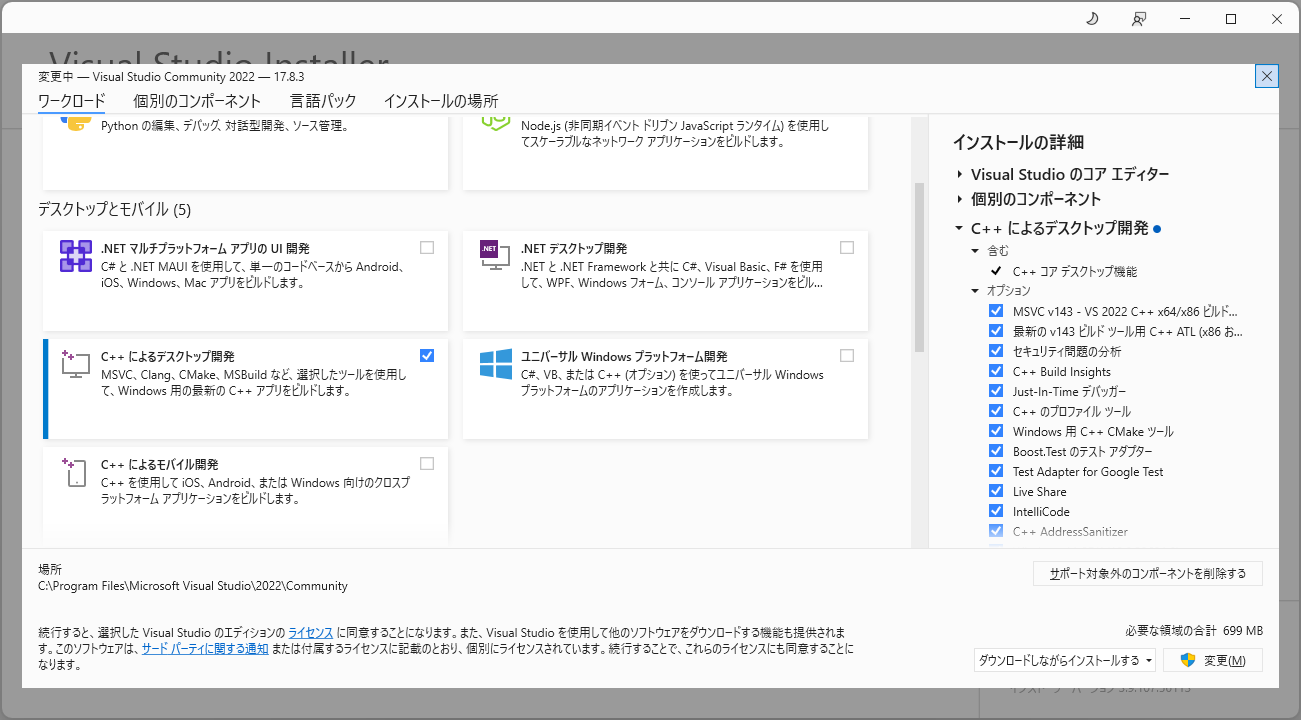 Visual Studio Installer
変更中 — Visual Studio Community 2022 — 17.8.3
ワークロード 個別のコンポーネント 言語パック インストールの場所
Python の編集、デバッグ、対話型開発、ソース管理。
Node.js (非同期イベント ドリブン JavaScript ランタイム) を使用し
てスケーラブルなネットワーク アプリケーションをビルドします。
デスクトップとモバイル (5)
.NET マルチプラットフォーム アプリの UI 開発
C# と .NET MAUI を使用して、単一のコードベースから Android、
iOS、Windows、Mac アプリをビルドします。
.NET
.NET デスクトップ開発
.NET と .NET Framework と共に C#、Visual Basic、F# を使用
して、WPF、Windows フォーム、コンソール アプリケーションをビル...
C++ によるデスクトップ開発
MSVC、Clang、CMake、MSBuild など、選択したツールを使用し
て、Windows 用の最新の C++ アプリをビルドします。
ユニバーサル Windows プラットフォーム開発
C#、VB、または C++ (オプション) を使ってユニバーサル Windows
プラットフォームのアプリケーションを作成します。
C++ によるモバイル開発
C++ を使用して iOS、Android、または Windows 向けのクロスプ
ラットフォーム アプリケーションをビルドします。
インストールの詳細
Visual Studio のコア エディター
個別のコンポーネント
C++ によるデスクトップ開発
含む
C++ コア デスクトップ機能
オプション
MSVC v143 - VS 2022 C++ x64/x86 ビルド...
最新の v143 ビルド ツール用 C++ ATL (x86 お...
セキュリティ問題の分析
C++ Build Insights
Just-In-Time デバッガー
C++ のプロファイル ツール
Windows 用 C++ CMake ツール
Boost.Test のテスト アダプター
Test Adapter for Google Test
Live Share
IntelliCode
C++ AddressSanitizer
場所
C:\Program Files\Microsoft Visual Studio\2022\Community
サポート対象外のコンポーネントを削除する
続行すると、選択した Visual Studio のエディションの ライセンス に同意することになります。また、Visual Studio を使用して他のソフトウェアをダウンロードする機能も提供されま
す。このソフトウェアは、サード パーティに関する通知 または付属するライセンスに記載のとおり、個別にライセンスされています。続行することで、これらのライセンスにも同意することに
なります。
必要な領域の合計 699 MB
ダウンロードしながらインストールする
変更(M)